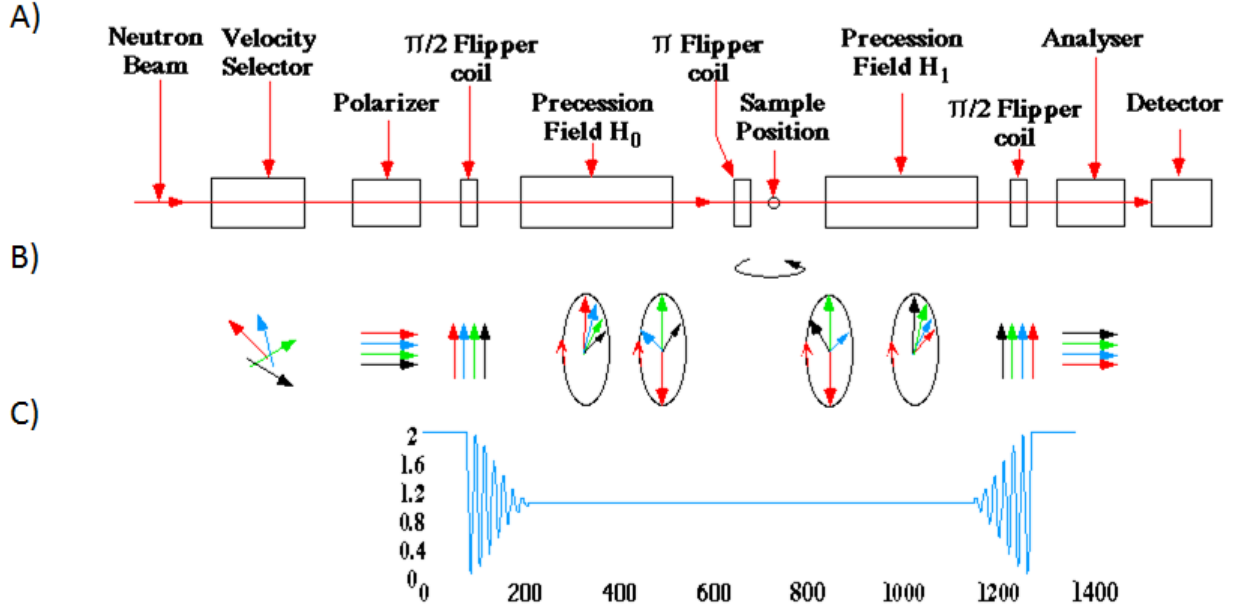 A)
Neutron
Beam
Velocity
Selector
Polarizer
π/2 Flipper
coil
Precession
Field H0
π Flipper
coil
Sample
Position
Precession
Field H1
π/2 Flipper
coil
Analyser
Detector
B)
C)
2
1.6
1.2
0.8
0.4
0
0 200 400 600 800 1000 1200 1400